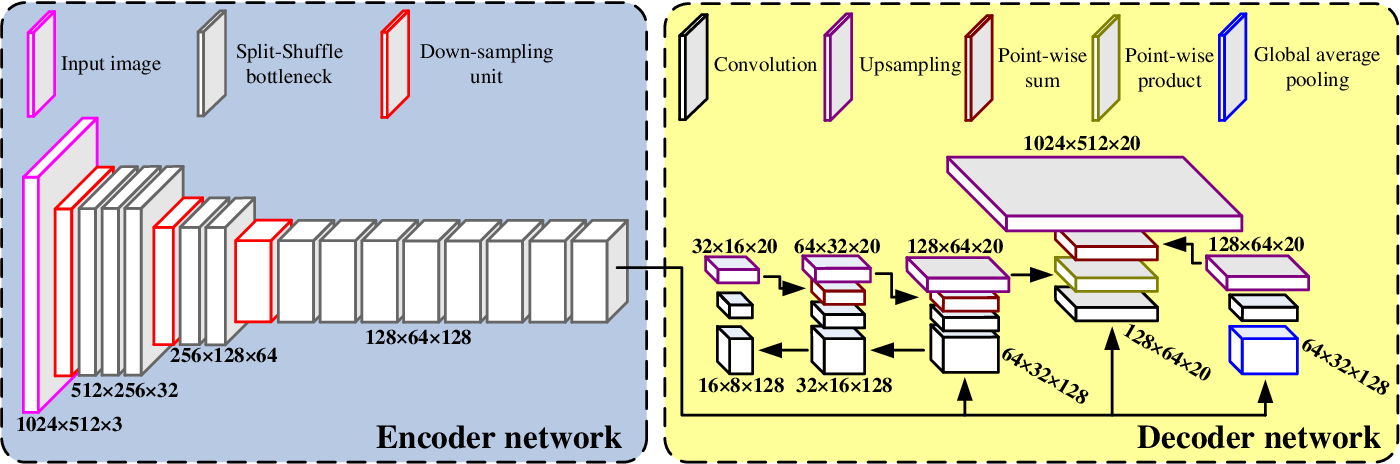 Input image
Split-Shuffle
bottleneck
Down-sampling
unit
1024×512×3
512×256×32
256×128×64
128×64×128
Encoder network
Convolution
Upsampling
Point-wise
sum
Point-wise
product
Global average
pooling
1024×512×20
32×16×20
64×32×20
128×64×20
128×64×20
16×8×128
32×16×128
64×32×128
128×64×20
64×32×128
Decoder network